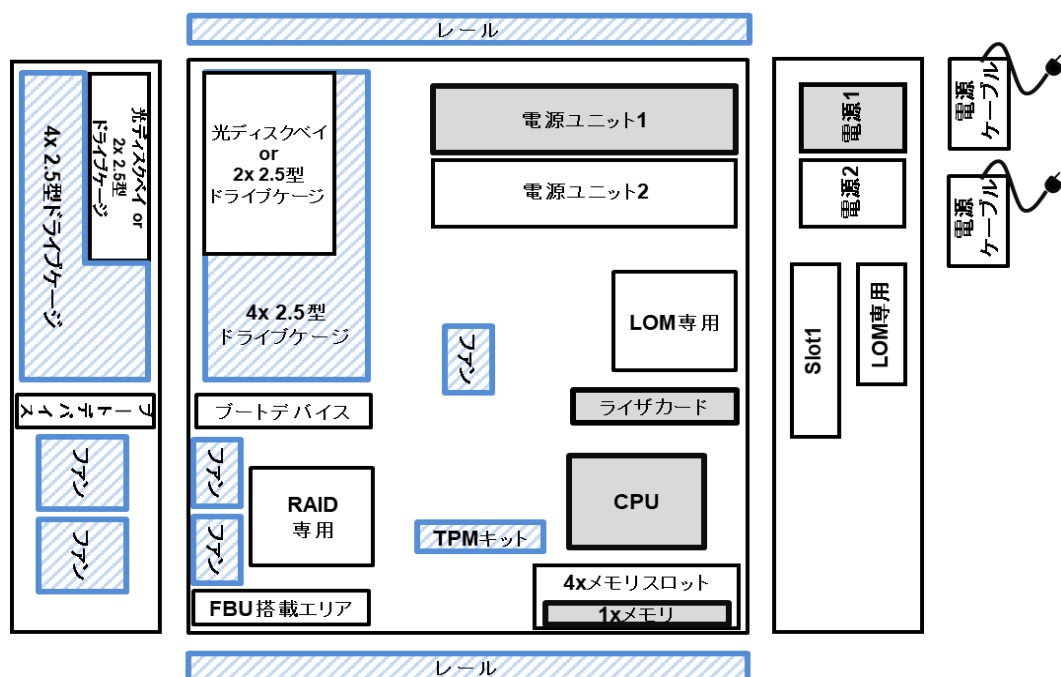 レール
4x 2.5型ドライブケージ
光ディスクベイ or
2x 2.5型
ドライブケージ
ブートデバイス
ファン
ファン
光ディスクベイ
or
2x 2.5型
ドライブケージ
4x 2.5型
ドライブケージ
電源ユニット1
電源ユニット2
LOM専用
ファン
ブートデバイス
ライザカード
ファン
ファン
RAID
専用
CPU
TPMキット
FBU搭載エリア
4xメモリスロット
1xメモリ
電源1
電源2
Slot1
LOM専用
電源
ケーブル
電源
ケーブル
レール